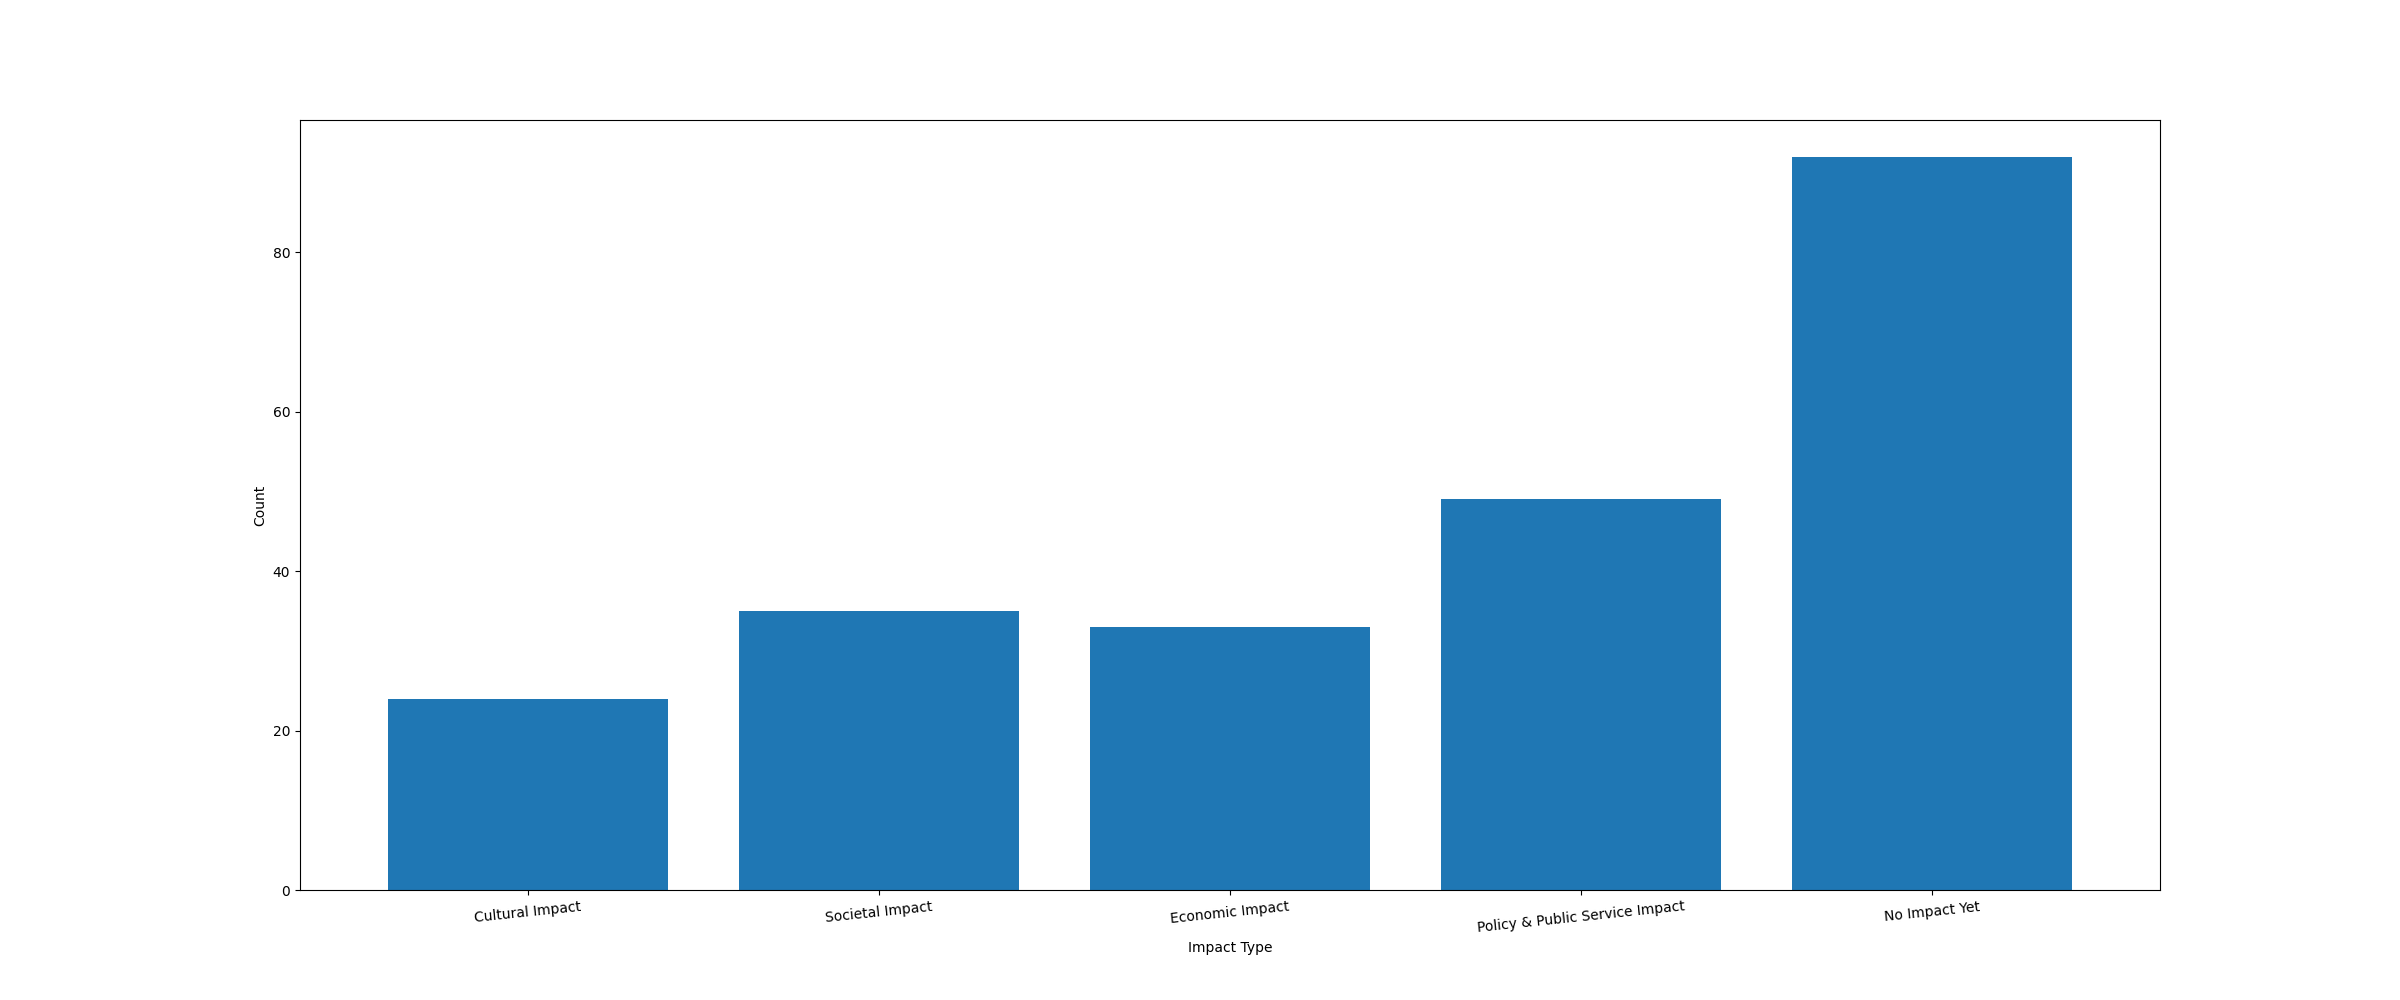 80
60
40
20
0
Count
Cultural Impact
Societal Impact
Economic Impact
Policy & Public Service Impact
No Impact Yet
Impact Type